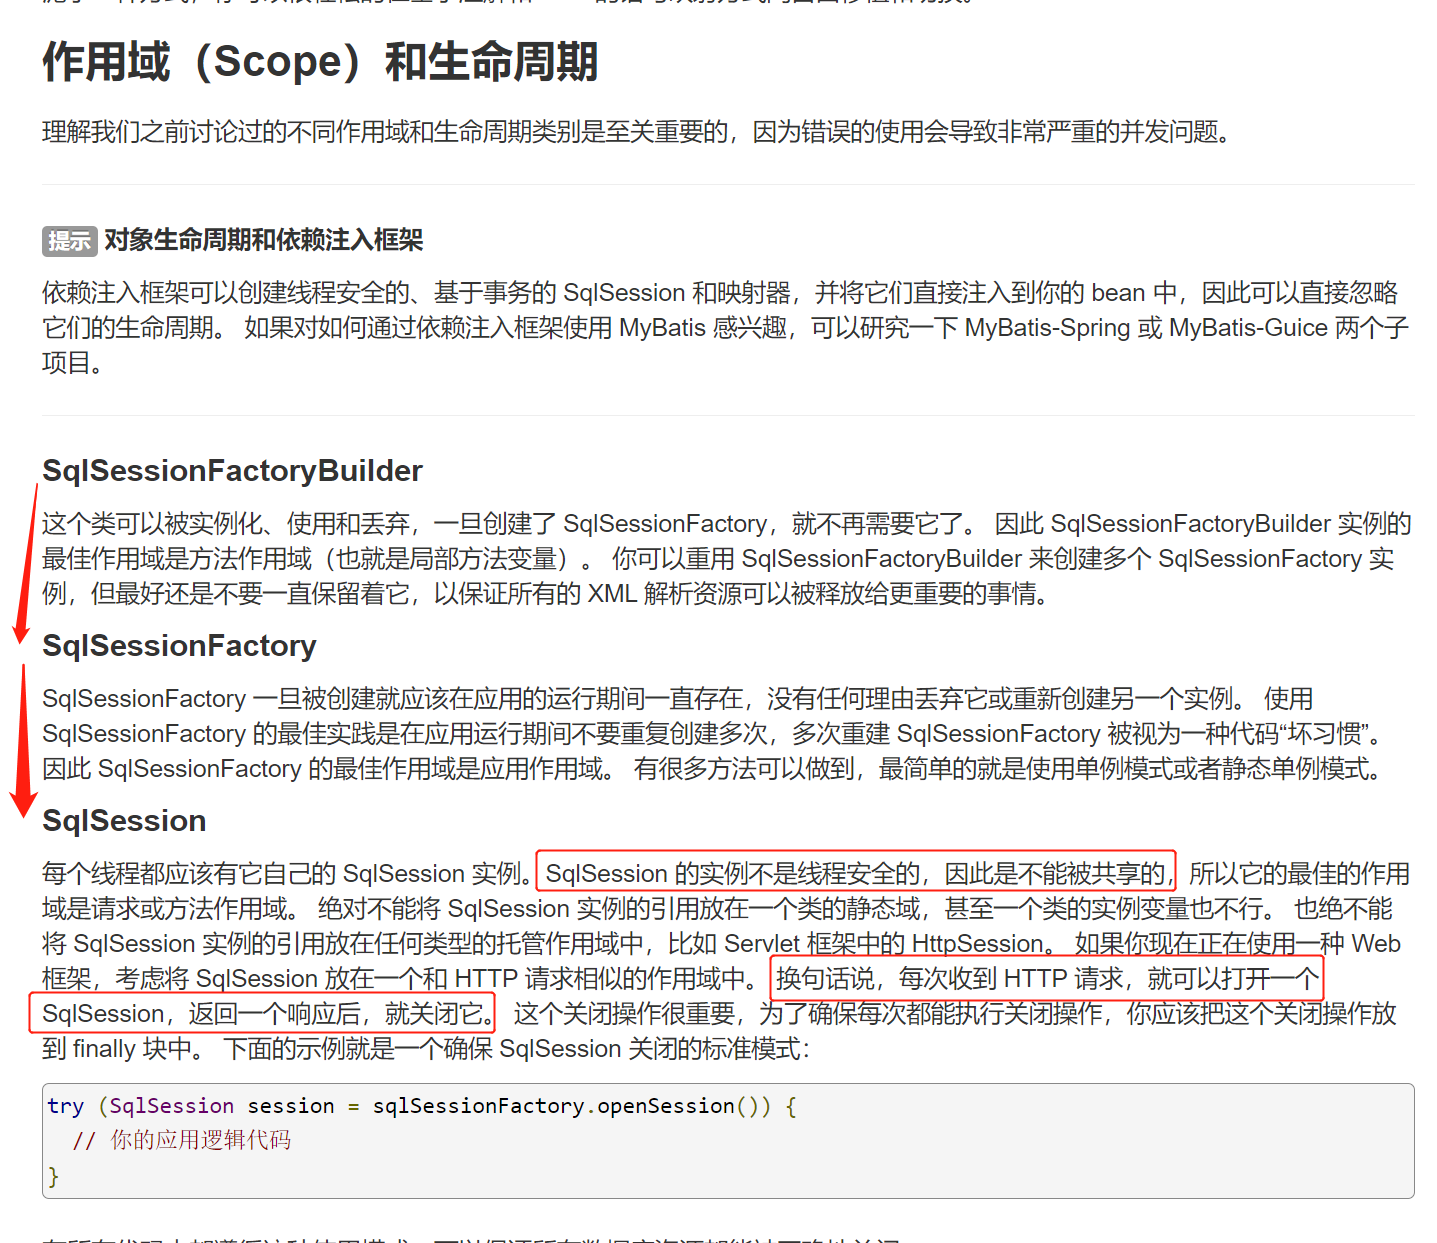 作用域（Scope）和生命周期
理解我们之前讨论过的不同作用域和生命周期类别是至关重要的，因为错误的使用会导致非常严重的并发问题。
提示 对象生命周期和依赖注入框架
依赖注入框架可以创建线程安全的、基于事务的 SqlSession 和映射器，并将它们直接注入到你的 bean 中，因此可以直接忽略
它们的生命周期。 如果对如何通过依赖注入框架使用 MyBatis 感兴趣，可以研究一下 MyBatis-Spring 或 MyBatis-Guice 两个子
项目。
SqlSessionFactoryBuilder
这个类可以被实例化、使用和丢弃，一旦创建了 SqlSessionFactory，就不再需要它了。 因此 SqlSessionFactoryBuilder 实例的
最佳作用域是方法作用域（也就是局部方法变量）。 你可以重用 SqlSessionFactoryBuilder 来创建多个 SqlSessionFactory 实
例，但最好还是不要一直保留着它，以保证所有的 XML 解析资源可以被释放给更重要的事情。
SqlSessionFactory
SqlSessionFactory 一旦被创建就应该在应用的运行期间一直存在，没有任何理由丢弃它或重新创建另一个实例。 使用
SqlSessionFactory 的最佳实践是在应用运行期间不要重复创建多次，多次重建 SqlSessionFactory 被视为一种代码“坏习惯”。
因此 SqlSessionFactory 的最佳作用域是应用作用域。 有很多方法可以做到，最简单的就是使用单例模式或者静态单例模式。
SqlSession
每个线程都应该有它自己的 SqlSession 实例。SqlSession 的实例不是线程安全的，因此是不能被共享的，所以它的最佳的作用
域是请求或方法作用域。 绝对不能将 SqlSession 实例的引用放在一个类的静态域，甚至一个类的实例变量也不行。 也绝不能
将 SqlSession 实例的引用放在任何类型的托管作用域中，比如 Servlet 框架中的 HttpSession。 如果你现在正在使用一种 Web
框架，考虑将 SqlSession 放在一个和 HTTP 请求相似的作用域中。 换句话说，每次收到 HTTP 请求，就可以打开一个
SqlSession，返回一个响应后，就关闭它。 这个关闭操作很重要，为了确保每次都能执行关闭操作，你应该把这个关闭操作放
到 finally 块中。 下面的示例就是一个确保 SqlSession 关闭的标准模式：
try (SqlSession session = sqlSessionFactory.openSession()) {
// 你的应用逻辑代码
}